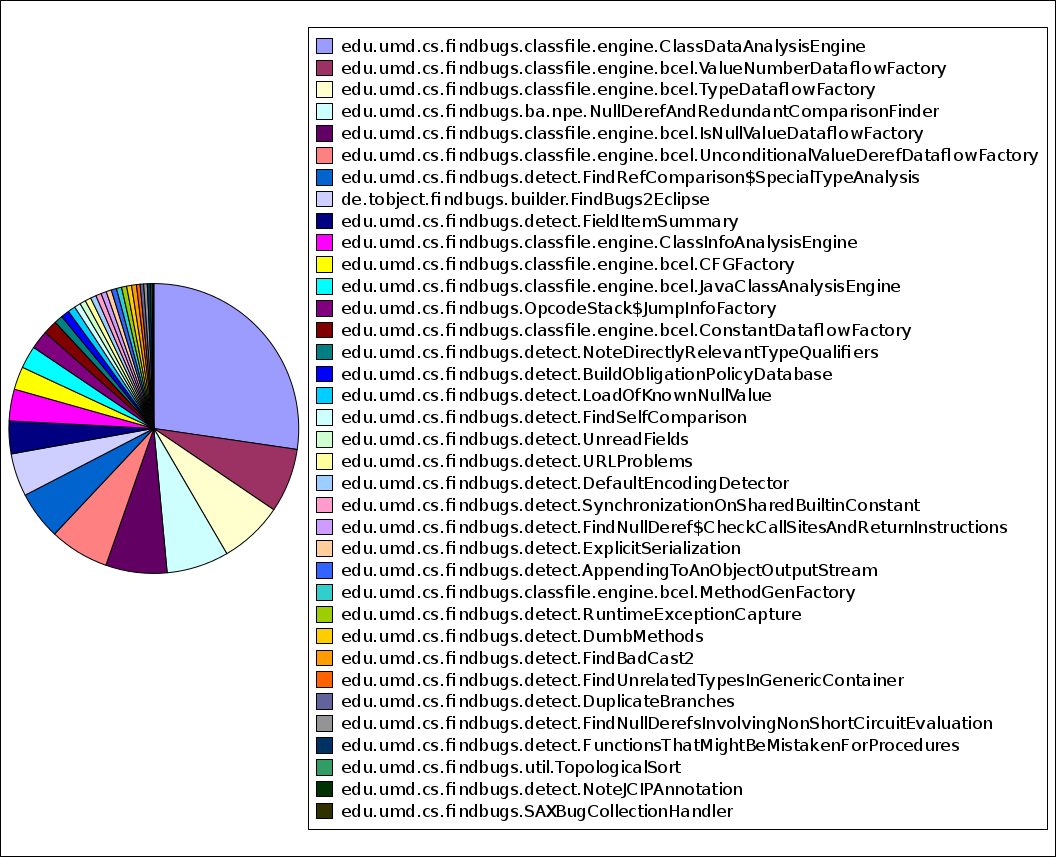 edu.umd.cs.findbugs.classfile.engine.ClassDataAnalysisEngine
edu.umd.cs.findbugs.classfile.engine.bcel.ValueNumberDataflowFactory
edu.umd.cs.findbugs.classfile.engine.bcel.TypeDataflowFactory
edu.umd.cs.findbugs.ba.npe.NullDerefAndRedundantComparisonFinder
edu.umd.cs.findbugs.classfile.engine.bcel.IsNullValueDataflowFactory
edu.umd.cs.findbugs.classfile.engine.bcel.UnconditionalValueDerefDataflowFactory
edu.umd.cs.findbugs.detect.FindRefComparison$SpecialTypeAnalysis
de.tobject.findbugs.builder.FindBugs2Eclipse
edu.umd.cs.findbugs.detect.FieldItemSummary
edu.umd.cs.findbugs.classfile.engine.ClassInfoAnalysisEngine
edu.umd.cs.findbugs.classfile.engine.bcel.CFGFactory
edu.umd.cs.findbugs.classfile.engine.bcel.JavaClassAnalysisEngine
edu.umd.cs.findbugs.OpcodeStack$JumpInfoFactory
edu.umd.cs.findbugs.classfile.engine.bcel.ConstantDataflowFactory
edu.umd.cs.findbugs.detect.NoteDirectlyRelevantTypeQualifiers
edu.umd.cs.findbugs.detect.BuildObligationPolicyDatabase
edu.umd.cs.findbugs.detect.LoadOfKnownNullValue
edu.umd.cs.findbugs.detect.FindSelfComparison
edu.umd.cs.findbugs.detect.UnreadFields
edu.umd.cs.findbugs.detect.URLProblems
edu.umd.cs.findbugs.detect.DefaultEncodingDetector
edu.umd.cs.findbugs.detect.SynchronizationOnSharedBuiltinConstant
edu.umd.cs.findbugs.detect.FindNullDeref$CheckCallSitesAndReturnInstructions
edu.umd.cs.findbugs.detect.ExplicitSerialization
edu.umd.cs.findbugs.detect.AppendingToAnObjectOutputStream
edu.umd.cs.findbugs.classfile.engine.bcel.MethodGenFactory
edu.umd.cs.findbugs.detect.RuntimeExceptionCapture
edu.umd.cs.findbugs.detect.DumbMethods
edu.umd.cs.findbugs.detect.FindBadCast2
edu.umd.cs.findbugs.detect.FindUnrelatedTypesInGenericContainer
edu.umd.cs.findbugs.detect.DuplicateBranches
edu.umd.cs.findbugs.detect.FindNullDerefsInvolvingNonShortCircuitEvaluation
edu.umd.cs.findbugs.detect.FunctionsThatMightBeMistakenForProcedures
edu.umd.cs.findbugs.util.TopologicalSort
edu.umd.cs.findbugs.detect.NoteJCIPAnnotation
edu.umd.cs.findbugs.SAXBugCollectionHandler